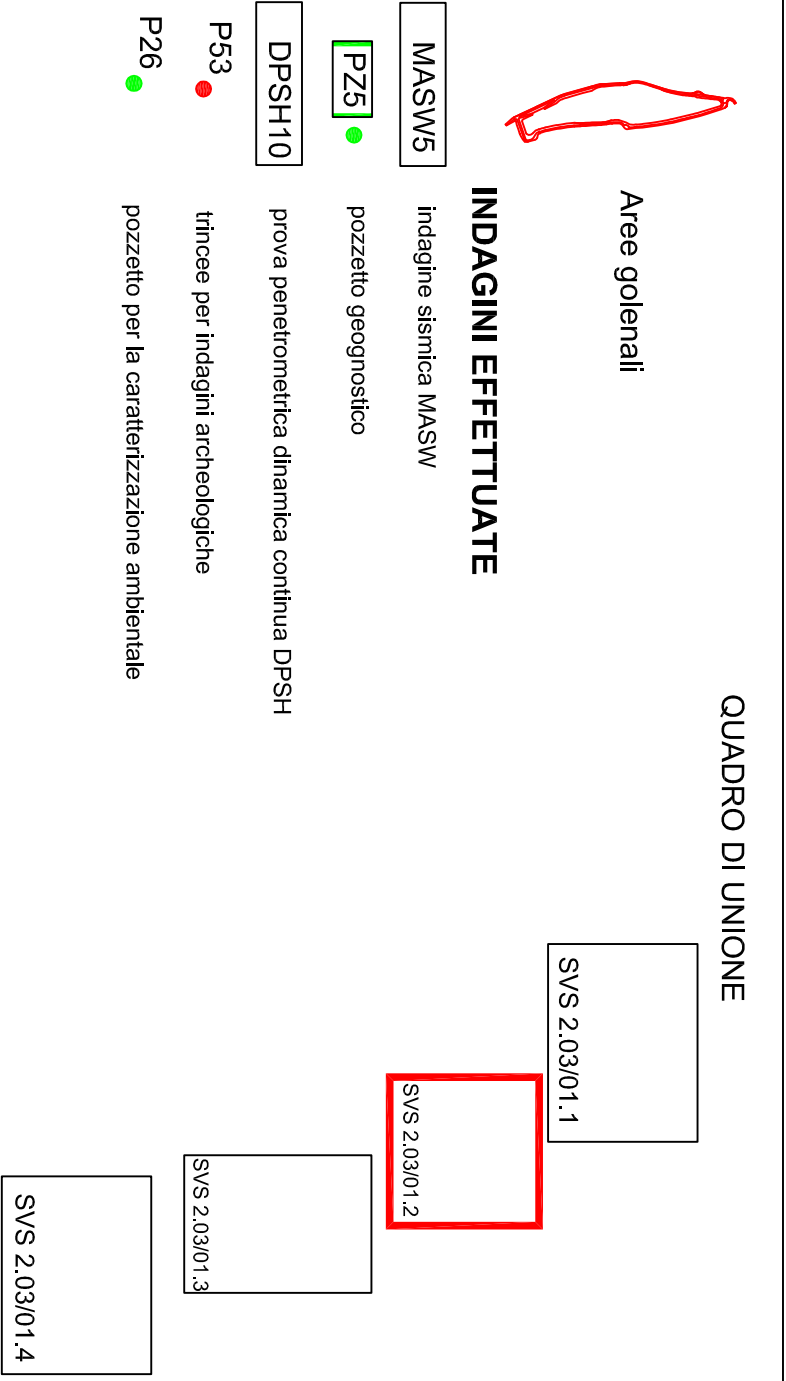 QUADRO DI UNIONE
Aree golenali
INDAGINI EFFETTUATE
MASW5 indagine sismica MASW
PZ5 pozzetto geognostico
DPSH10 prova penetrometrica dinamica continua DPSH
P53 trincee per indagini archeologiche
P26 pozzetto per la caratterizzazione ambientale
SVS 2.03/01.1
SVS 2.03/01.2
SVS 2.03/01.3
SVS 2.03/01.4